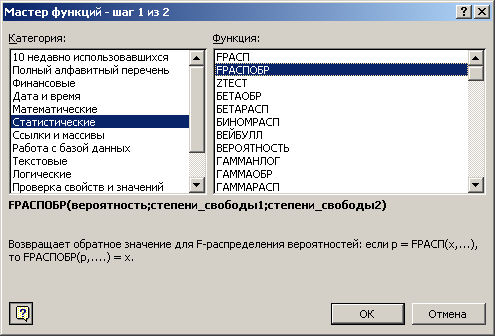 Мастер функций - шаг 1 из 2
Категория:
Функция:
10 недавно использовавшихся
Полный алфавитный перечень
Финансовые
Дата и время
Математические
Статистические
Ссылки и массивы
Работа с базой данных
Текстовые
Логические
Проверка свойств и значений
FРАСП
FРАСПОБР
ZТЕСТ
БЕТАОБР
БЕТАРАСП
БИНОМРАСП
ВЕЙБУЛЛ
ВЕРОЯТНОСТЬ
ГАММАНЛОГ
ГАММАОБР
ГАММАРАСП
FРАСПОБР(вероятность;степени_свободы1;степени_свободы2)
Возвращает обратное значение для F-распределения вероятностей: если p = FРАСП(x,...),
то FРАСПОБР(p,....) = x.
OK
Отмена